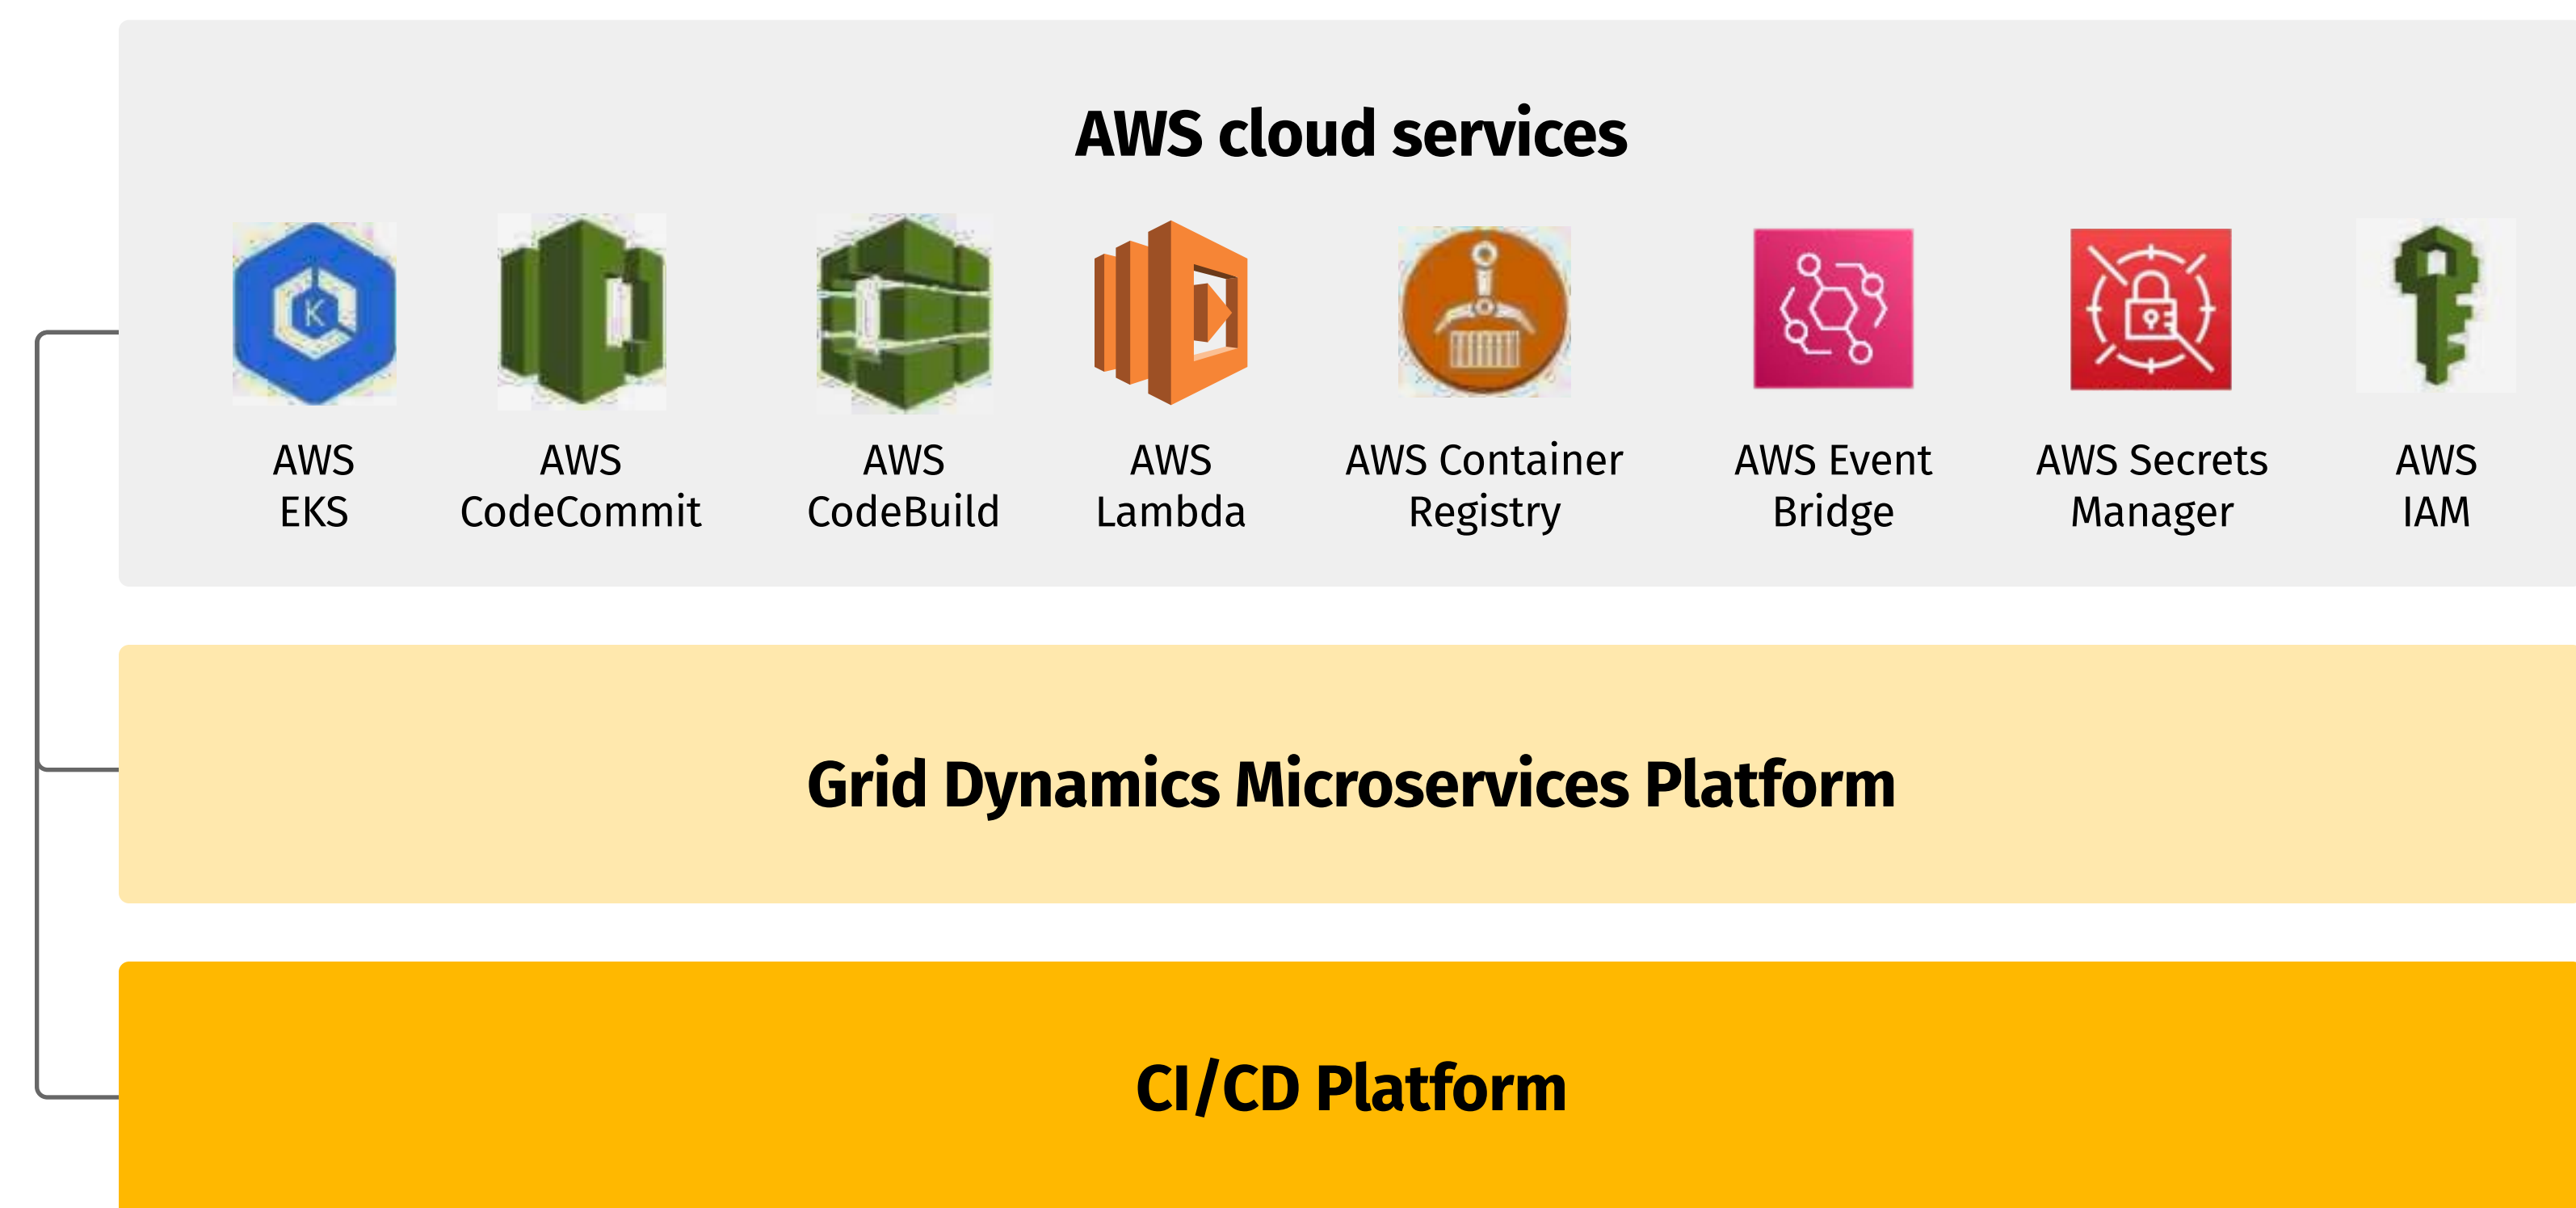 AWS cloud services
K
AWS
EKS
AWS
CodeCommit
AWS
CodeBuild
AWS
Lambda
AWS Container
Registry
AWS Event
Bridge
AWS Secrets
Manager
AWS
IAM
Grid Dynamics Microservices Platform
CI/CD Platform